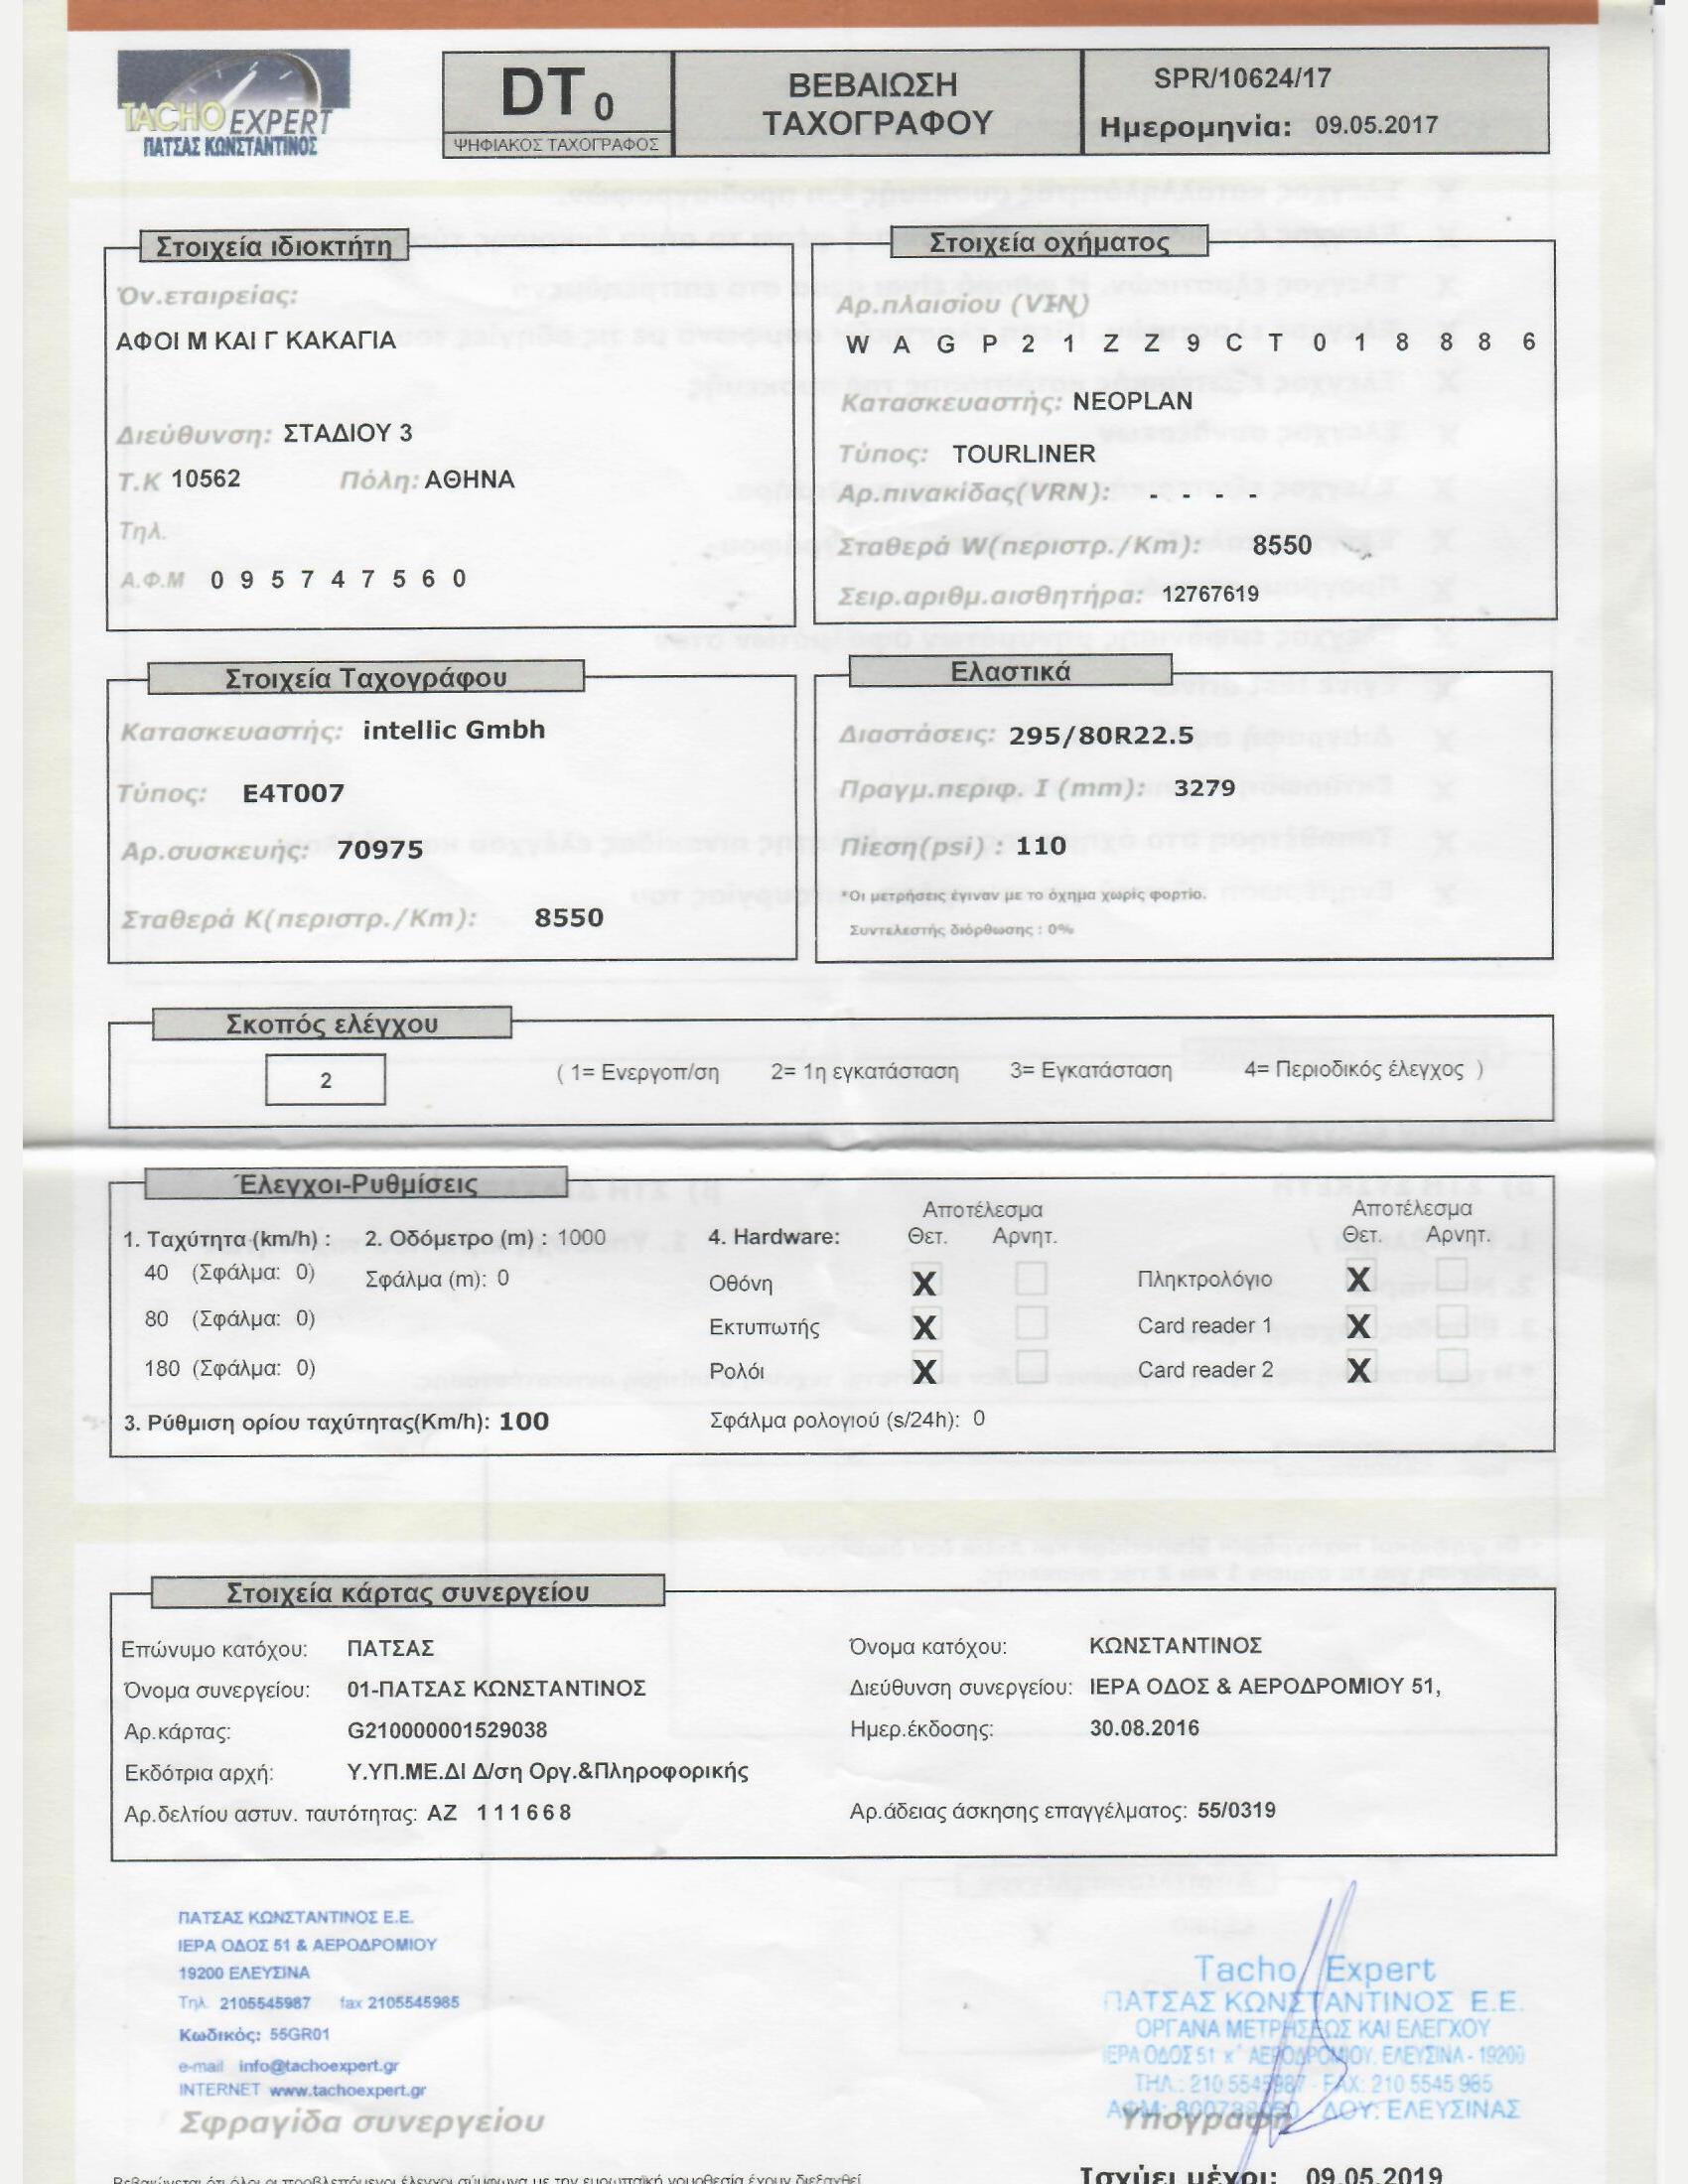 TACHO EXPERT
ΠΑΤΣΑΣ ΚΩΝΣΤΑΝΤΙΝΟΣ
DT0
ΨΗΦΙΑΚΟΣ ΤΑΧΟΓΡΑΦΟΣ
ΒΕΒΑΙΩΣΗ
ΤΑΧΟΓΡΑΦΟΥ
SPR/10624/17
Ημερομηνία: 09.05.2017
Στοιχεία ιδιοκτήτη
Όν.εταιρείας:
ΑΦΟΙ Μ ΚΑΙ Γ ΚΑΚΑΓΙΑ
Διεύθυνση: ΣΤΑΔΙΟΥ 3
Τ.Κ 10562 Πόλη: ΑΘΗΝΑ
Τηλ.
Α.Φ.Μ 0 9 5 7 4 7 5 6 0
Στοιχεία οχήματος
Αρ.πλαισίου (VIN)
W A G P 2 1 Z Z 9 C T 0 1 8 8 8 6
Κατασκευαστής: NEOPLAN
Τύπος: TOURLINER
Αρ.πινακίδας(VRN): - - - -
Σταθερά W(περιστρ./Km): 8550
Σειρ.αριθμ.αισθητήρα: 12767619
Στοιχεία Ταχογράφου
Κατασκευαστής: intellic Gmbh
Τύπος: E4T007
Αρ.συσκευής: 70975
Σταθερά Κ(περιστρ./Km): 8550
Ελαστικά
Διαστάσεις: 295/80R22.5
Πραγμ.περιφ. I (mm): 3279
Πίεση(psi) : 110
*Οι μετρήσεις έγιναν με το όχημα χωρίς φορτίο.
Συντελεστής διόρθωσης : 0%
Σκοπός ελέγχου
2
( 1= Ενεργοπ/ση 2= 1η εγκατάσταση 3= Εγκατάσταση 4= Περιοδικός έλεγχος )
Έλεγχοι-Ρυθμίσεις
Αποτέλεσμα Αποτέλεσμα
1. Ταχύτητα (km/h) : 2. Οδόμετρο (m) : 1000 4. Hardware: Θετ. Αρνητ. Θετ. Αρνητ.
40 (Σφάλμα: 0) Σφάλμα (m): 0 Οθόνη X Πληκτρολόγιο X
80 (Σφάλμα: 0) Εκτυπωτής X Card reader 1 X
180 (Σφάλμα: 0) Ρολόι X Card reader 2 X
3. Ρύθμιση ορίου ταχύτητας(Km/h): 100 Σφάλμα ρολογιού (s/24h): 0
Στοιχεία κάρτας συνεργείου
Επώνυμο κατόχου: ΠΑΤΣΑΣ Όνομα κατόχου: ΚΩΝΣΤΑΝΤΙΝΟΣ
Όνομα συνεργείου: 01-ΠΑΤΣΑΣ ΚΩΝΣΤΑΝΤΙΝΟΣ Διεύθυνση συνεργείου: ΙΕΡΑ ΟΔΟΣ & ΑΕΡΟΔΡΟΜΙΟΥ 51,
Αρ.κάρτας: G210000001529038 Ημερ.έκδοσης: 30.08.2016
Εκδότρια αρχή: Υ.ΥΠ.ΜΕ.ΔΙ Δ/ση Οργ.&Πληροφορικής
Αρ.δελτίου αστυν. ταυτότητας: ΑΖ 111668 Αρ.άδειας άσκησης επαγγέλματος: 55/0319
ΠΑΤΣΑΣ ΚΩΝΣΤΑΝΤΙΝΟΣ Ε.Ε.
ΙΕΡΑ ΟΔΟΣ 51 & ΑΕΡΟΔΡΟΜΙΟΥ
19200 ΕΛΕΥΣΙΝΑ
Τηλ. 2105545987 fax 2105545985
Κωδικός: 55GR01
e-mail info@tachoexpert.gr
INTERNET www.tachoexpert.gr
Σφραγίδα συνεργείου
Tacho Expert
ΠΑΤΣΑΣ ΚΩΝΣΤΑΝΤΙΝΟΣ Ε.Ε.
ΟΡΓΑΝΑ ΜΕΤΡΗΣΕΩΣ ΚΑΙ ΕΛΕΓΧΟΥ
ΙΕΡΑ ΟΔΟΣ 51 κ' ΑΕΡΟΔΡΟΜΙΟΥ, ΕΛΕΥΣΙΝΑ - 19200
ΤΗΛ.: 210 5545987 - FAX: 210 5545 985
ΑΦΜ: ΔΟΥ: ΕΛΕΥΣΙΝΑΣ
Υπογραφή
Βεβαιώνεται ότι όλοι οι προβλεπόμενοι έλεγχοι σύμφωνα με την ευρωπαϊκή νομοθεσία έχουν διεξαχθεί
Ισχύει μέχρι: 09.05.2019